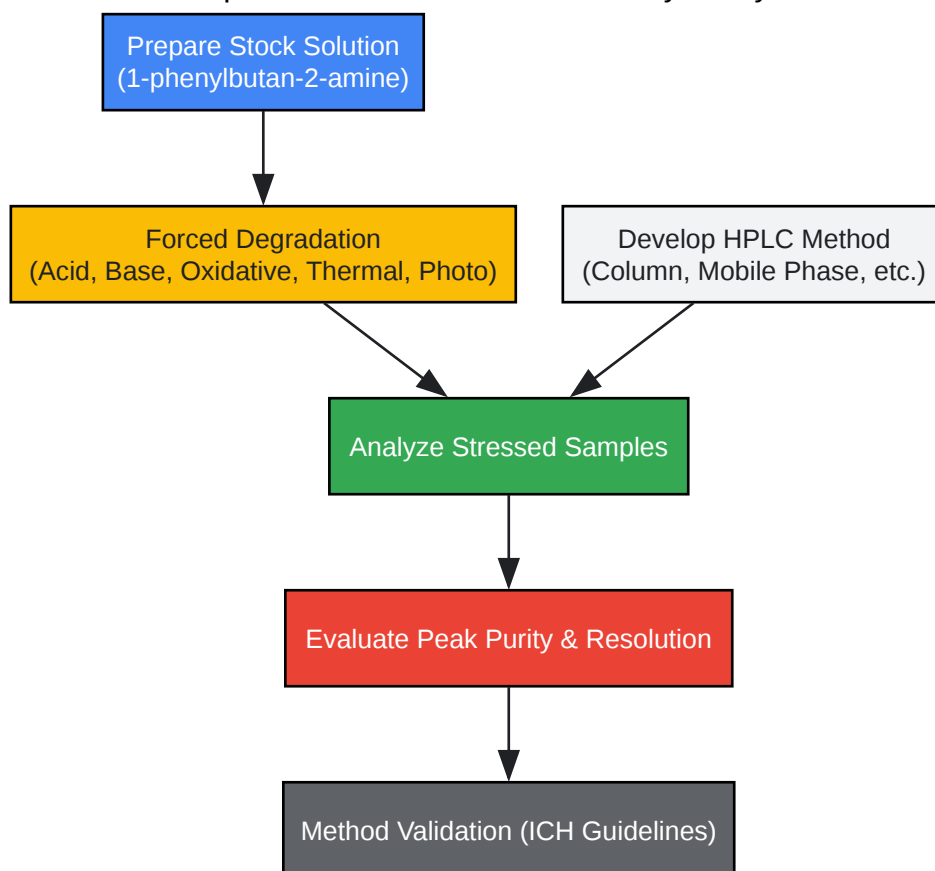 Prepare Stock Solution
(1-phenylbutan-2-amine)
Forced Degradation
(Acid, Base, Oxidative, Thermal, Photo)
Develop HPLC Method
(Column, Mobile Phase, etc.)
Analyze Stressed Samples
Evaluate Peak Purity & Resolution
Method Validation (ICH Guidelines)